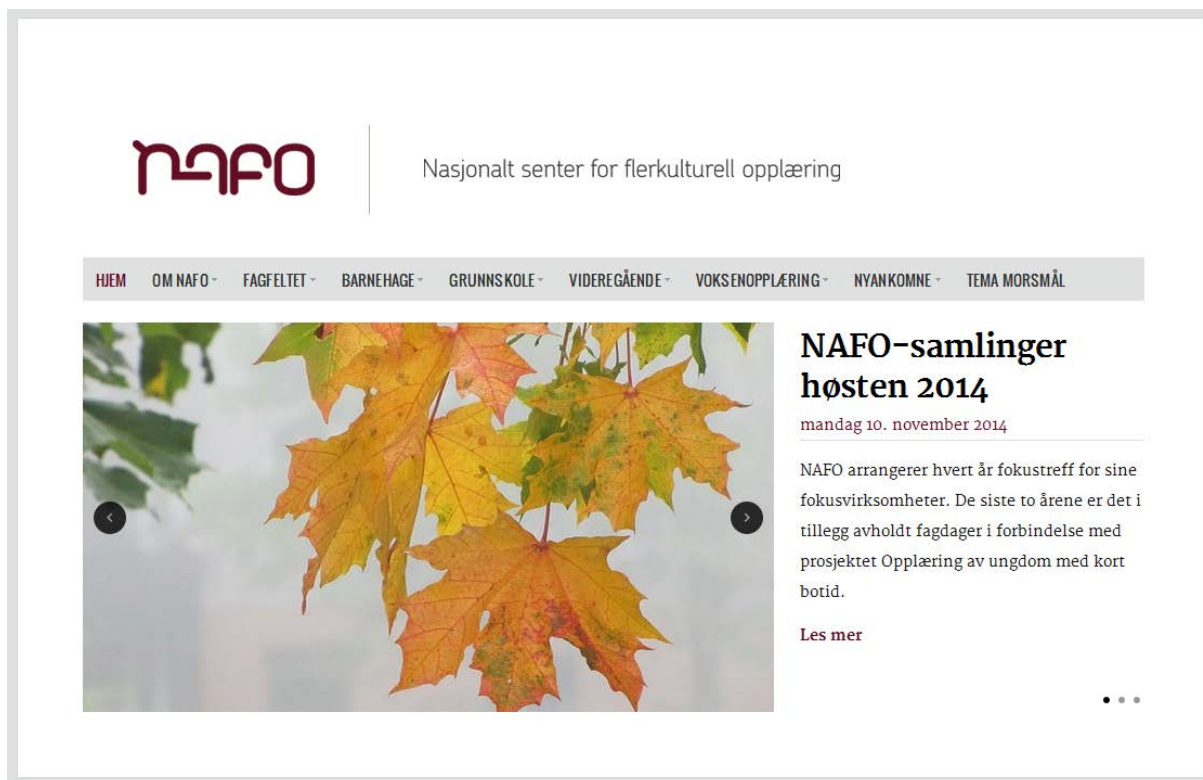 nafo
Nasjonalt senter for flerkulturell opplæring
HJEM OM NAFO FAGFELTET BARNEHAGE GRUNNSKOLE VIDEREGÅENDE VOKSENOPPLÆRING NYANKOMNE TEMA MORSMÅL
NAFO-samlinger
høsten 2014
mandag 10. november 2014
NAFO arrangerer hvert år fokustreff for sine
fokusvirksomheter. De siste to årene er det i
tillegg avholdt fagdager i forbindelse med
prosjektet Opplæring av ungdom med kort
botid.
Les mer